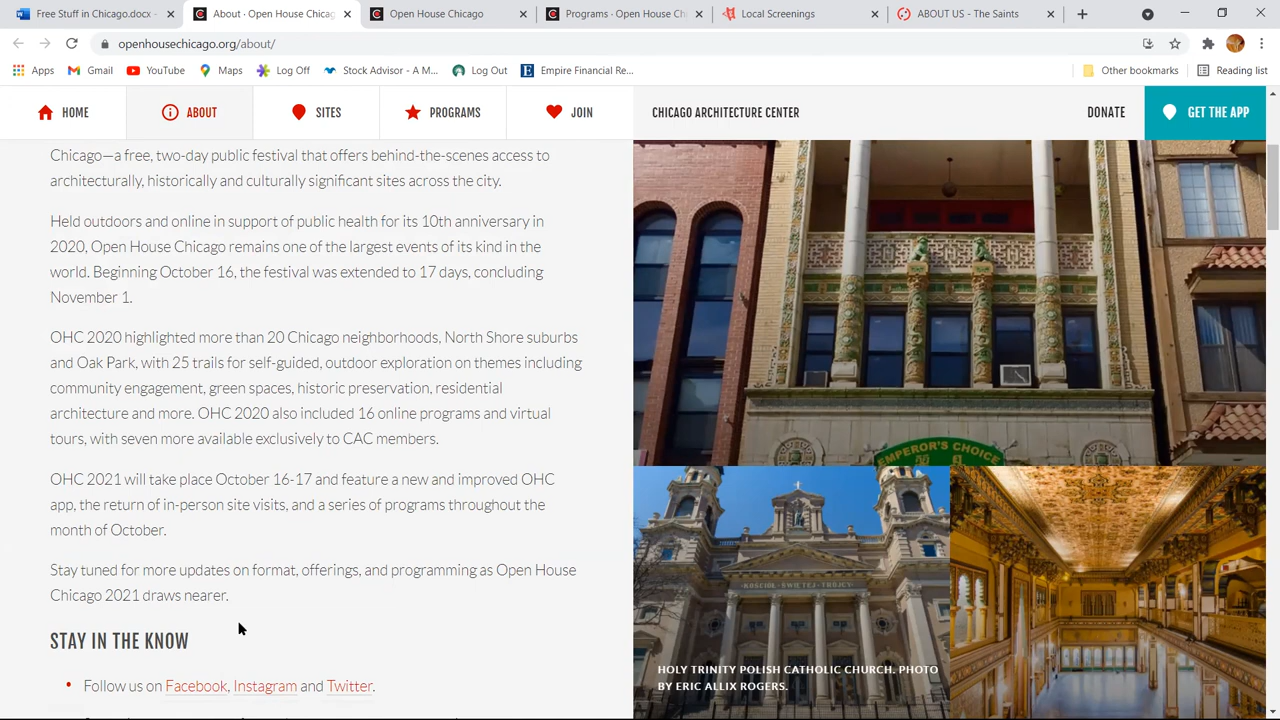 Free Stuff in Chicago.docx -
About · Open House Chicag
Open House Chicago
Programs · Open House Ch
Local Screenings
ABOUT US - The Saints
openhousechicago.org/about/
Apps
Gmail
YouTube
Maps
Log Off
Stock Advisor - A M...
Log Out
Empire Financial Re...
Other bookmarks
Reading list
HOME
ABOUT
SITES
PROGRAMS
JOIN
CHICAGO ARCHITECTURE CENTER
DONATE
GET THE APP
Chicago—a free, two-day public festival that offers behind-the-scenes access to
architecturally, historically and culturally significant sites across the city.
Held outdoors and online in support of public health for its 10th anniversary in
2020, Open House Chicago remains one of the largest events of its kind in the
world. Beginning October 16, the festival was extended to 17 days, concluding
November 1.
OHC 2020 highlighted more than 20 Chicago neighborhoods, North Shore suburbs
and Oak Park, with 25 trails for self-guided, outdoor exploration on themes including
community engagement, green spaces, historic preservation, residential
architecture and more. OHC 2020 also included 16 online programs and virtual
tours, with seven more available exclusively to CAC members.
OHC 2021 will take place October 16-17 and feature a new and improved OHC
app, the return of in-person site visits, and a series of programs throughout the
month of October.
Stay tuned for more updates on format, offerings, and programming as Open House
Chicago 2021 draws nearer.
STAY IN THE KNOW
• Follow us on Facebook, Instagram and Twitter.
EMPEROR'S CHOICE
KOŚCIÓŁ ŚWIĘTEJ TRÓJCY
HOLY TRINITY POLISH CATHOLIC CHURCH. PHOTO
BY ERIC ALLIX ROGERS.